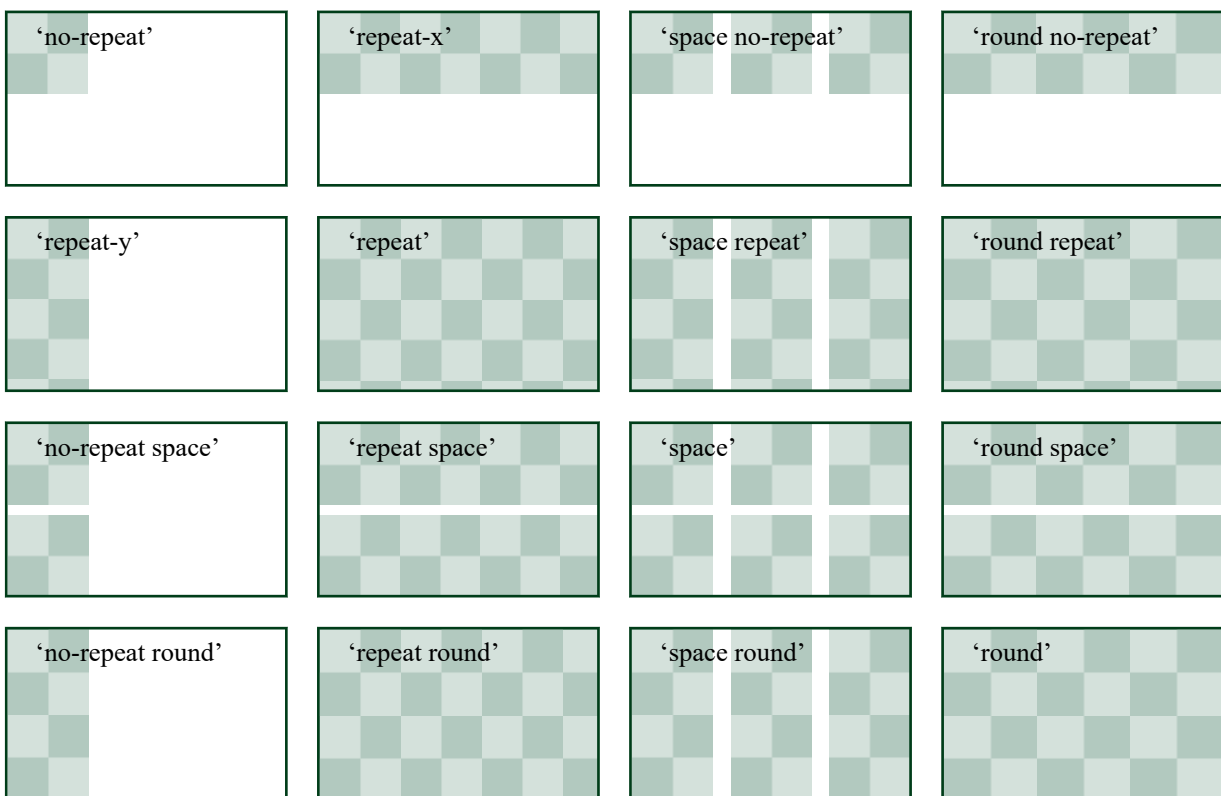 ‘no-repeat’
‘repeat-x’
‘space no-repeat’
‘round no-repeat’
‘repeat-y’
‘repeat’
‘space repeat’
‘round repeat’
‘no-repeat space’
‘repeat space’
‘space’
‘round space’
‘no-repeat round’
‘repeat round’
‘space round’
‘round’